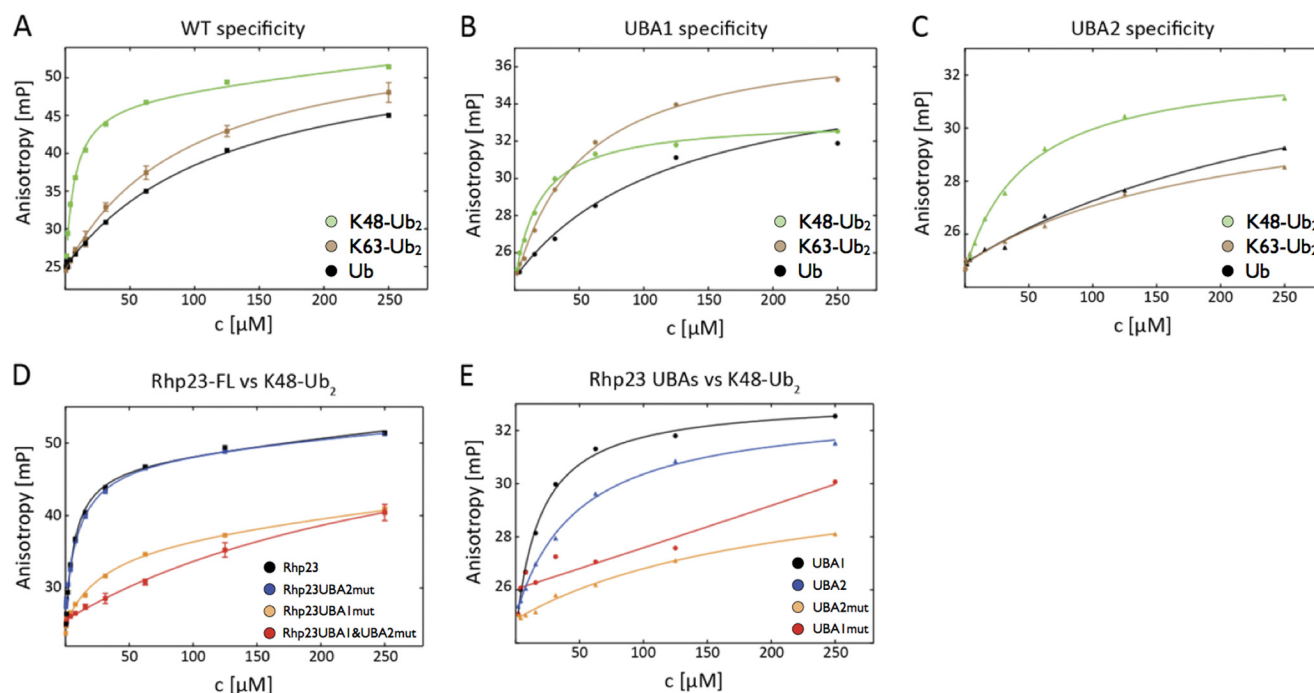 A
WT specificity
Anisotropy [mP]
50
45
40
35
30
25
50
100
150
200
250
c [µM]
K48-Ub₂
K63-Ub₂
Ub
B
UBA1 specificity
Anisotropy [mP]
36
34
32
30
28
26
50
100
150
200
250
c [µM]
K48-Ub₂
K63-Ub₂
Ub
C
UBA2 specificity
Anisotropy [mP]
32
30
28
26
50
100
150
200
250
c [µM]
K48-Ub₂
K63-Ub₂
Ub
D
Rhp23-FL vs K48-Ub₂
Anisotropy [mP]
50
40
30
50
100
150
200
250
c [µM]
Rhp23
Rhp23UBA2mut
Rhp23UBA1mut
Rhp23UBA1&UBA2mut
E
Rhp23 UBAs vs K48-Ub₂
Anisotropy [mP]
32
30
28
26
50
100
150
200
250
c [µM]
UBA1
UBA2
UBA2mut
UBA1mut